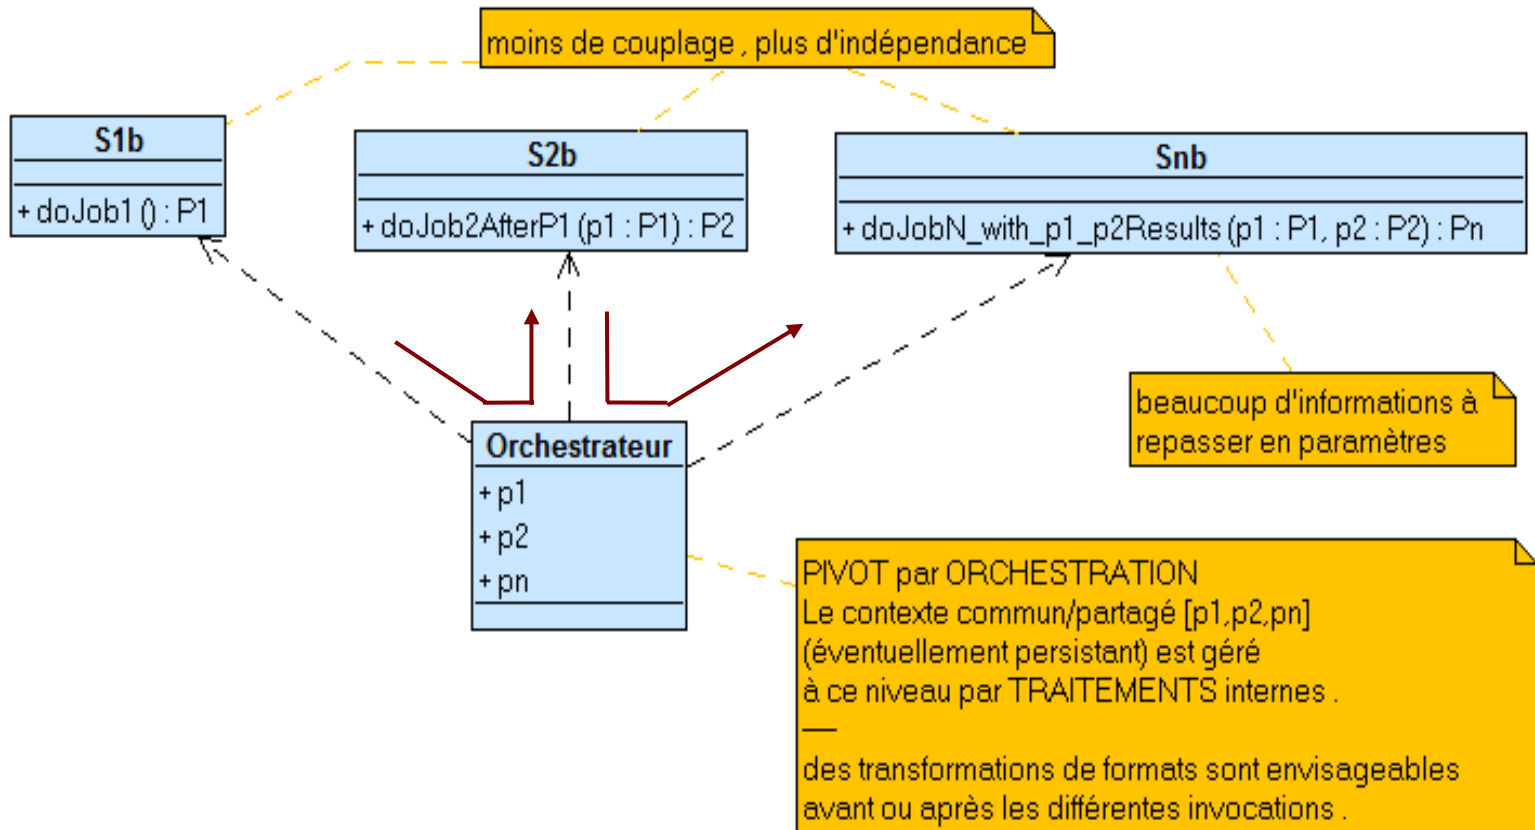 moins de couplage , plus d'indépendance
S1b
+ doJob1 () : P1
S2b
+ doJob2AfterP1 (p1 : P1) : P2
Snb
+ doJobN_with_p1_p2Results (p1 : P1, p2 : P2) : Pn
beaucoup d'informations à
repasser en paramètres
Orchestrateur
+ p1
+ p2
+ pn
PIVOT par ORCHESTRATION
Le contexte commun/partagé [p1,p2,pn]
(éventuellement persistant) est géré
à ce niveau par TRAITEMENTS internes .
__
des transformations de formats sont envisageables
avant ou après les différentes invocations .